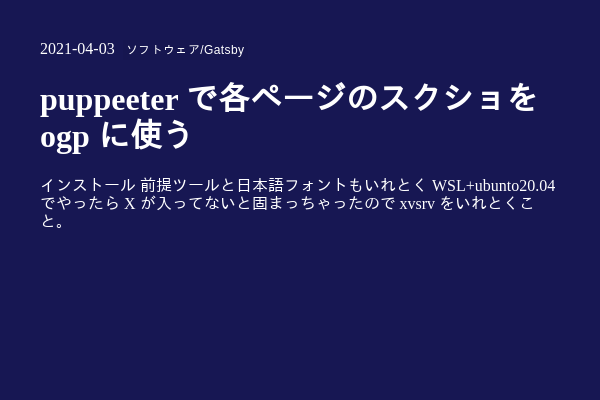 2021-04-03 ソフトウェア/Gatsby
puppeeter で各ページのスクショを
ogp に使う
インストール 前提ツールと日本語フォントもいれとく WSL+ubunto20.04
でやったら X が入ってないと固まっちゃったので xvsrv をいれとくこ
と。